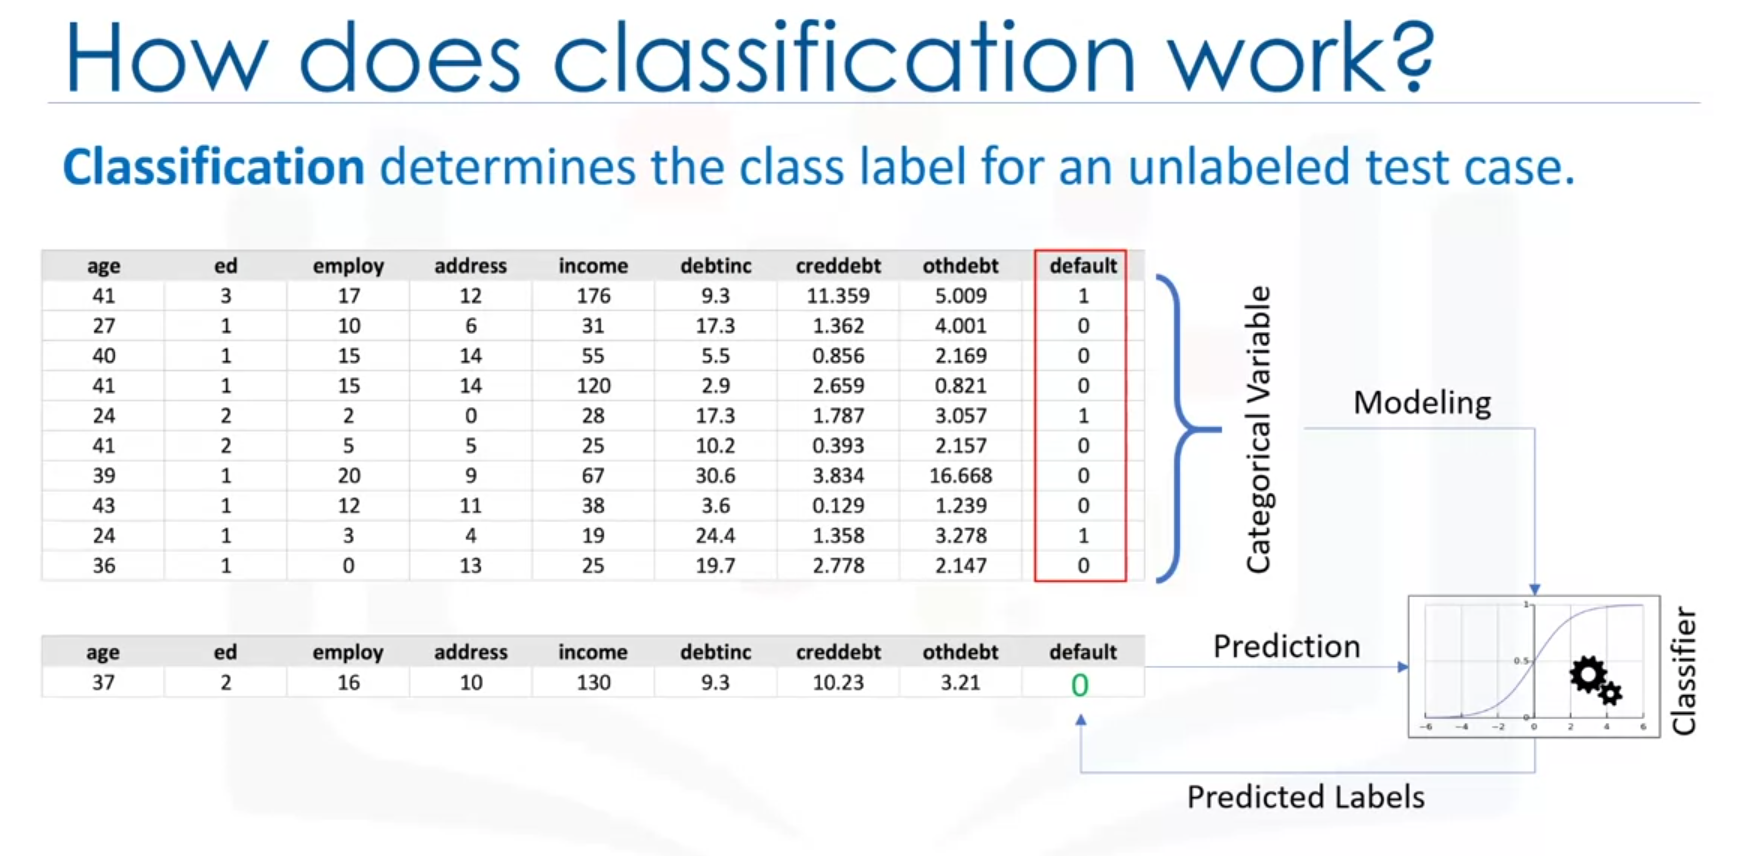 How does classification work?
Classification determines the class label for an unlabeled test case.
age ed employ address income debtinc creddebt othdebt default
41 3 17 12 176 9.3 11.359 5.009 1
27 1 10 6 31 17.3 1.362 4.001 0
40 1 15 14 55 5.5 0.856 2.169 0
41 1 15 14 120 2.9 2.659 0.821 0
24 2 2 0 28 17.3 1.787 3.057 1
41 2 5 5 25 10.2 0.393 2.157 0
39 1 20 9 67 30.6 3.834 16.668 0
43 1 12 11 38 3.6 0.129 1.239 0
24 1 3 4 19 24.4 1.358 3.278 1
36 1 0 13 25 19.7 2.778 2.147 0
Categorical Variable
Modeling
age ed employ address income debtinc creddebt othdebt default
37 2 16 10 130 9.3 10.23 3.21 0
Prediction
1
0.5
0
-6 -4 -2 0 2 4 6
Classifier
Predicted Labels